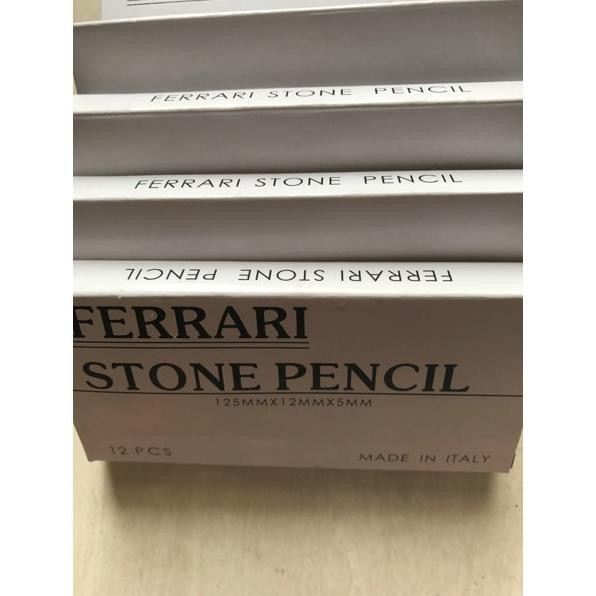 FERRARI STONE PENCIL
FERRARI STONE PENCIL
FERRARI STONE PENCIL
FERRARI
STONE PENCIL
125MMX12MMX5MM
12 PCS
MADE IN ITALY